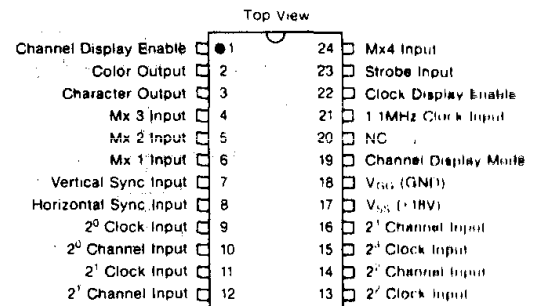 Top View
Channel Display Enable 1 24 Mx4 Input
Color Output 2 23 Strobe Input
Character Output 3 22 Clock Display Enable
Mx 3 Input 4 21 1.1MHz Clock Input
Mx 2 Input 5 20 NC
Mx 1 Input 6 19 Channel Display Mode
Vertical Sync Input 7 18 V_GG (GND)
Horizontal Sync Input 8 17 V_SS (+18V)
2⁰ Clock Input 9 16 Channel Input
2⁰ Channel Input 10 15 Clock Input
2¹ Clock Input 11 14 2² Channel Input
2¹ Channel Input 12 13 2² Clock Input